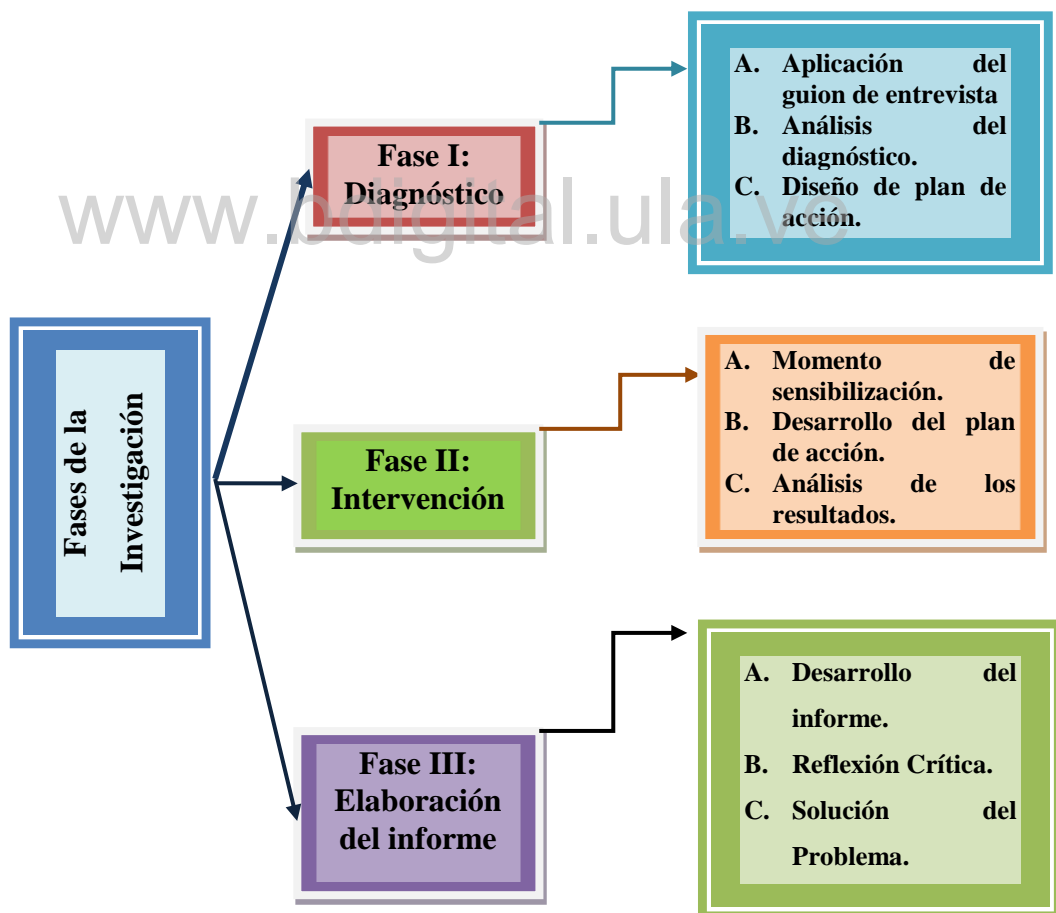 Fases de la
Investigación
Fase I:
Diagnóstico
A. Aplicación del
guion de entrevista
B. Análisis del
diagnóstico.
C. Diseño de plan de
acción.
www.bdigital.ula.ve
Fase II:
Intervención
A. Momento de
sensibilización.
B. Desarrollo del plan
de acción.
C. Análisis de los
resultados.
Fase III:
Elaboración
del informe
A. Desarrollo del
informe.
B. Reflexión Crítica.
C. Solución del
Problema.